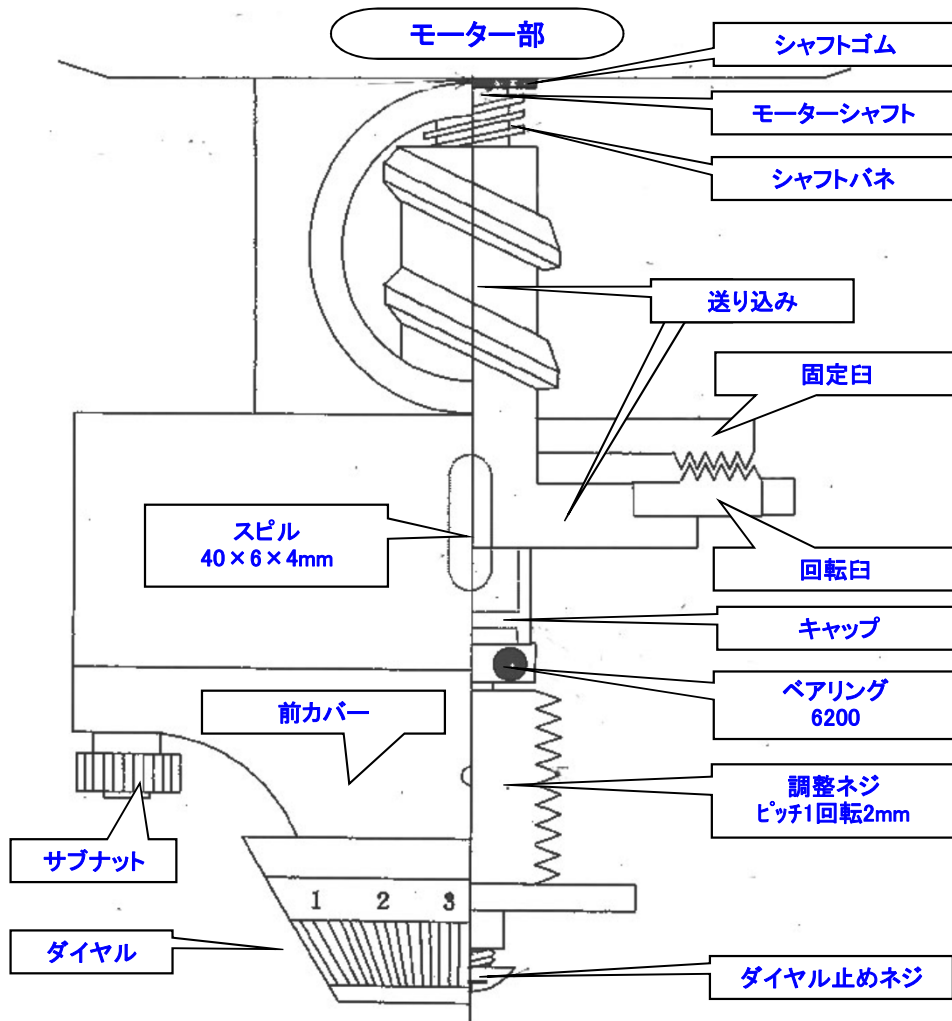 モーター部
シャフトゴム
モーターシャフト
シャフトバネ
送り込み
固定臼
スピル
40×6×4mm
回転臼
キャップ
ベアリング
6200
前カバー
調整ネジ
ピッチ1回転2mm
サブナット
1 2 3
ダイヤル
ダイヤル止めネジ